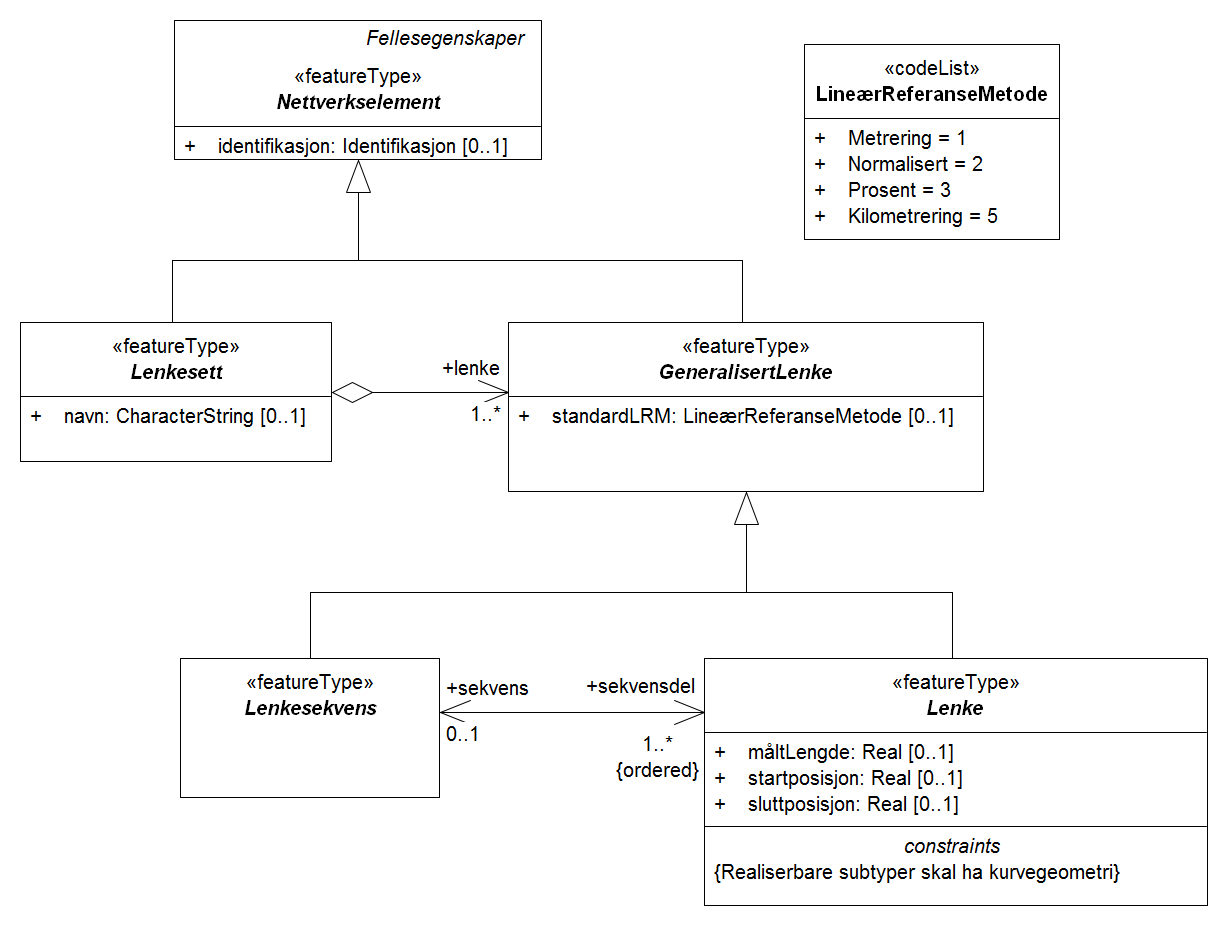 Fellesegenskaper
«featureType»
Nettverkselement
+ identifikasjon: Identifikasjon [0..1]
«codeList»
LineærReferanseMetode
+ Metrering = 1
+ Normalisert = 2
+ Prosent = 3
+ Kilometrering = 5
«featureType»
Lenkesett
+ navn: CharacterString [0..1]
+lenke
1..*
«featureType»
GeneralisertLenke
+ standardLRM: LineærReferanseMetode [0..1]
«featureType»
Lenkesekvens
+sekvens
0..1
+sekvensdel
1..*
{ordered}
«featureType»
Lenke
+ måltLengde: Real [0..1]
+ startposisjon: Real [0..1]
+ sluttposisjon: Real [0..1]
constraints
{Realiserbare subtyper skal ha kurvegeometri}